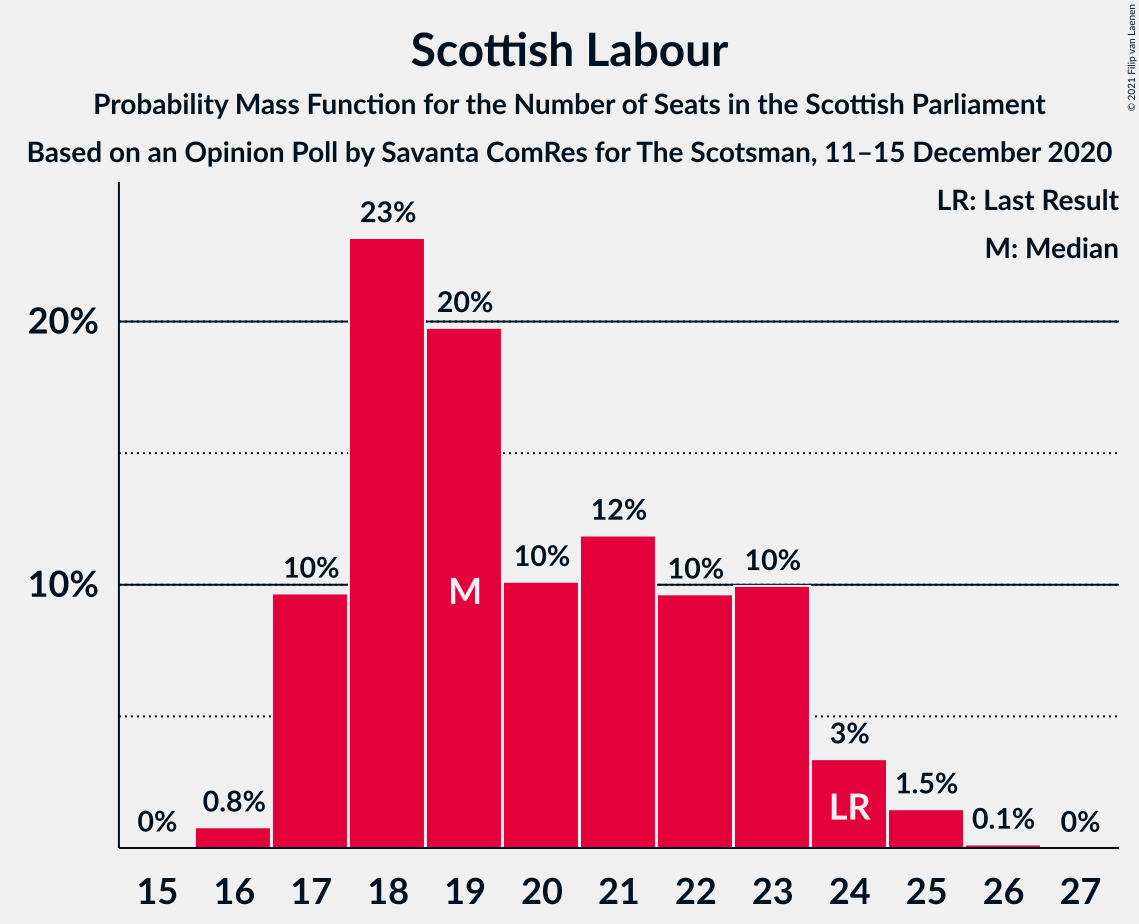 © 2021 Filip van Laenen
Scottish Labour
Probability Mass Function for the Number of Seats in the Scottish Parliament
Based on an Opinion Poll by Savanta ComRes for The Scotsman, 11–15 December 2020
LR: Last Result
M: Median
23%
20%
20%
12%
10%
10%
10%
10%
10%
M
3%
LR
1.5%
0.8%
0.1%
0%
0%
15 16 17 18 19 20 21 22 23 24 25 26 27